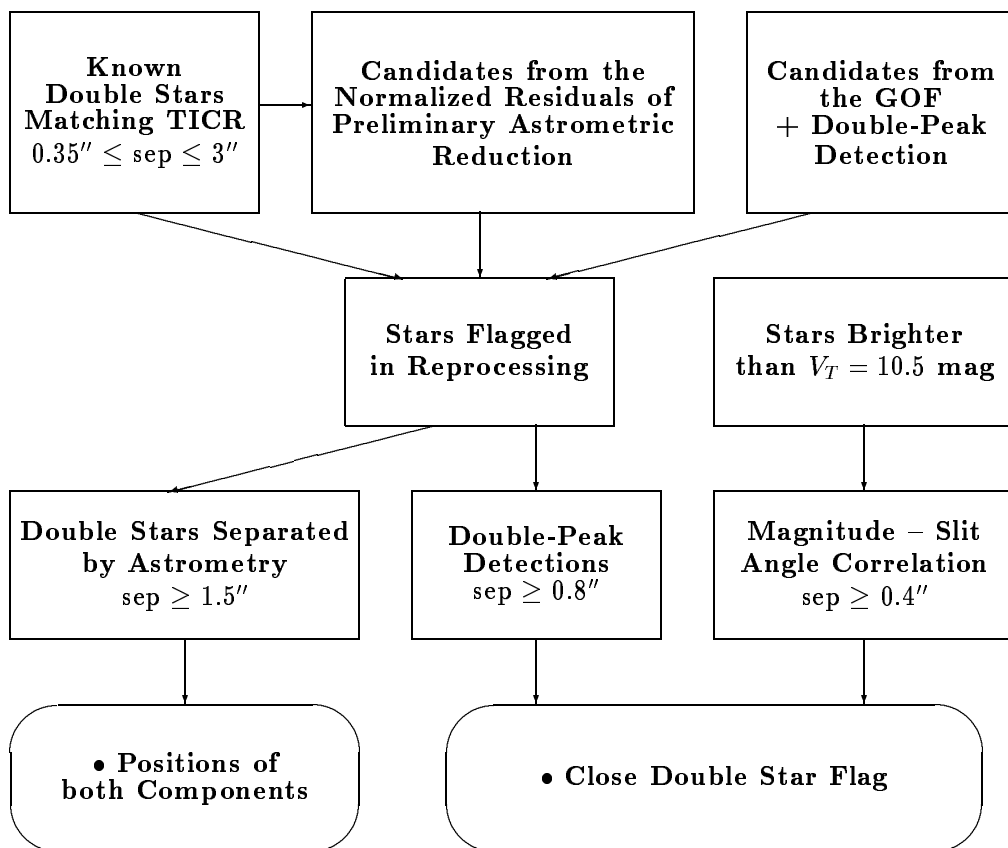 Known
Double Stars
Matching TICR
0.35″ ≤ sep ≤ 3″
Candidates from the
Normalized Residuals of
Preliminary Astrometric
Reduction
Candidates from
the GOF
+ Double-Peak
Detection
Stars Flagged
in Reprocessing
Stars Brighter
than V_T = 10.5 mag
Double Stars Separated
by Astrometry
sep ≥ 1.5″
Double-Peak
Detections
sep ≥ 0.8″
Magnitude – Slit
Angle Correlation
sep ≥ 0.4″
• Positions of
both Components
• Close Double Star Flag